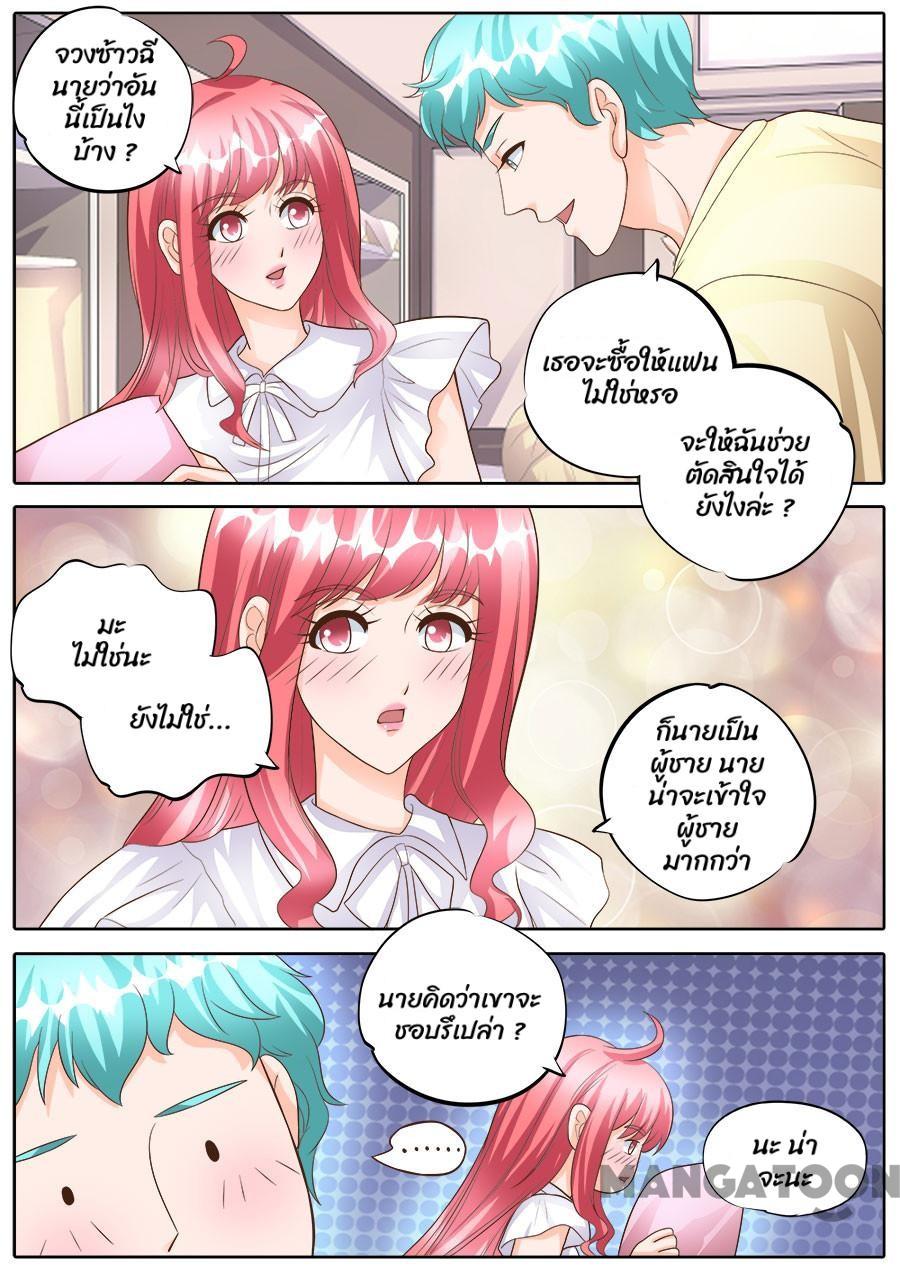 จวงซ้าวฉี
นายว่าอัน
นี้เป็นไง
บ้าง ?
เธอจะซื้อให้แฟน
ไม่ใช่หรอ
จะให้ฉันช่วย
ตัดสินใจได้
ยังไงล่ะ ?
มะ
ไม่ใช่นะ
ยังไม่ใช่...
ก็นายเป็น
ผู้ชาย นาย
น่าจะเข้าใจ
ผู้ชาย
มากกว่า
นายคิดว่าเขาจะ
ชอบรึเปล่า ?
......
นะ น่า
จะนะ
MANGATOON